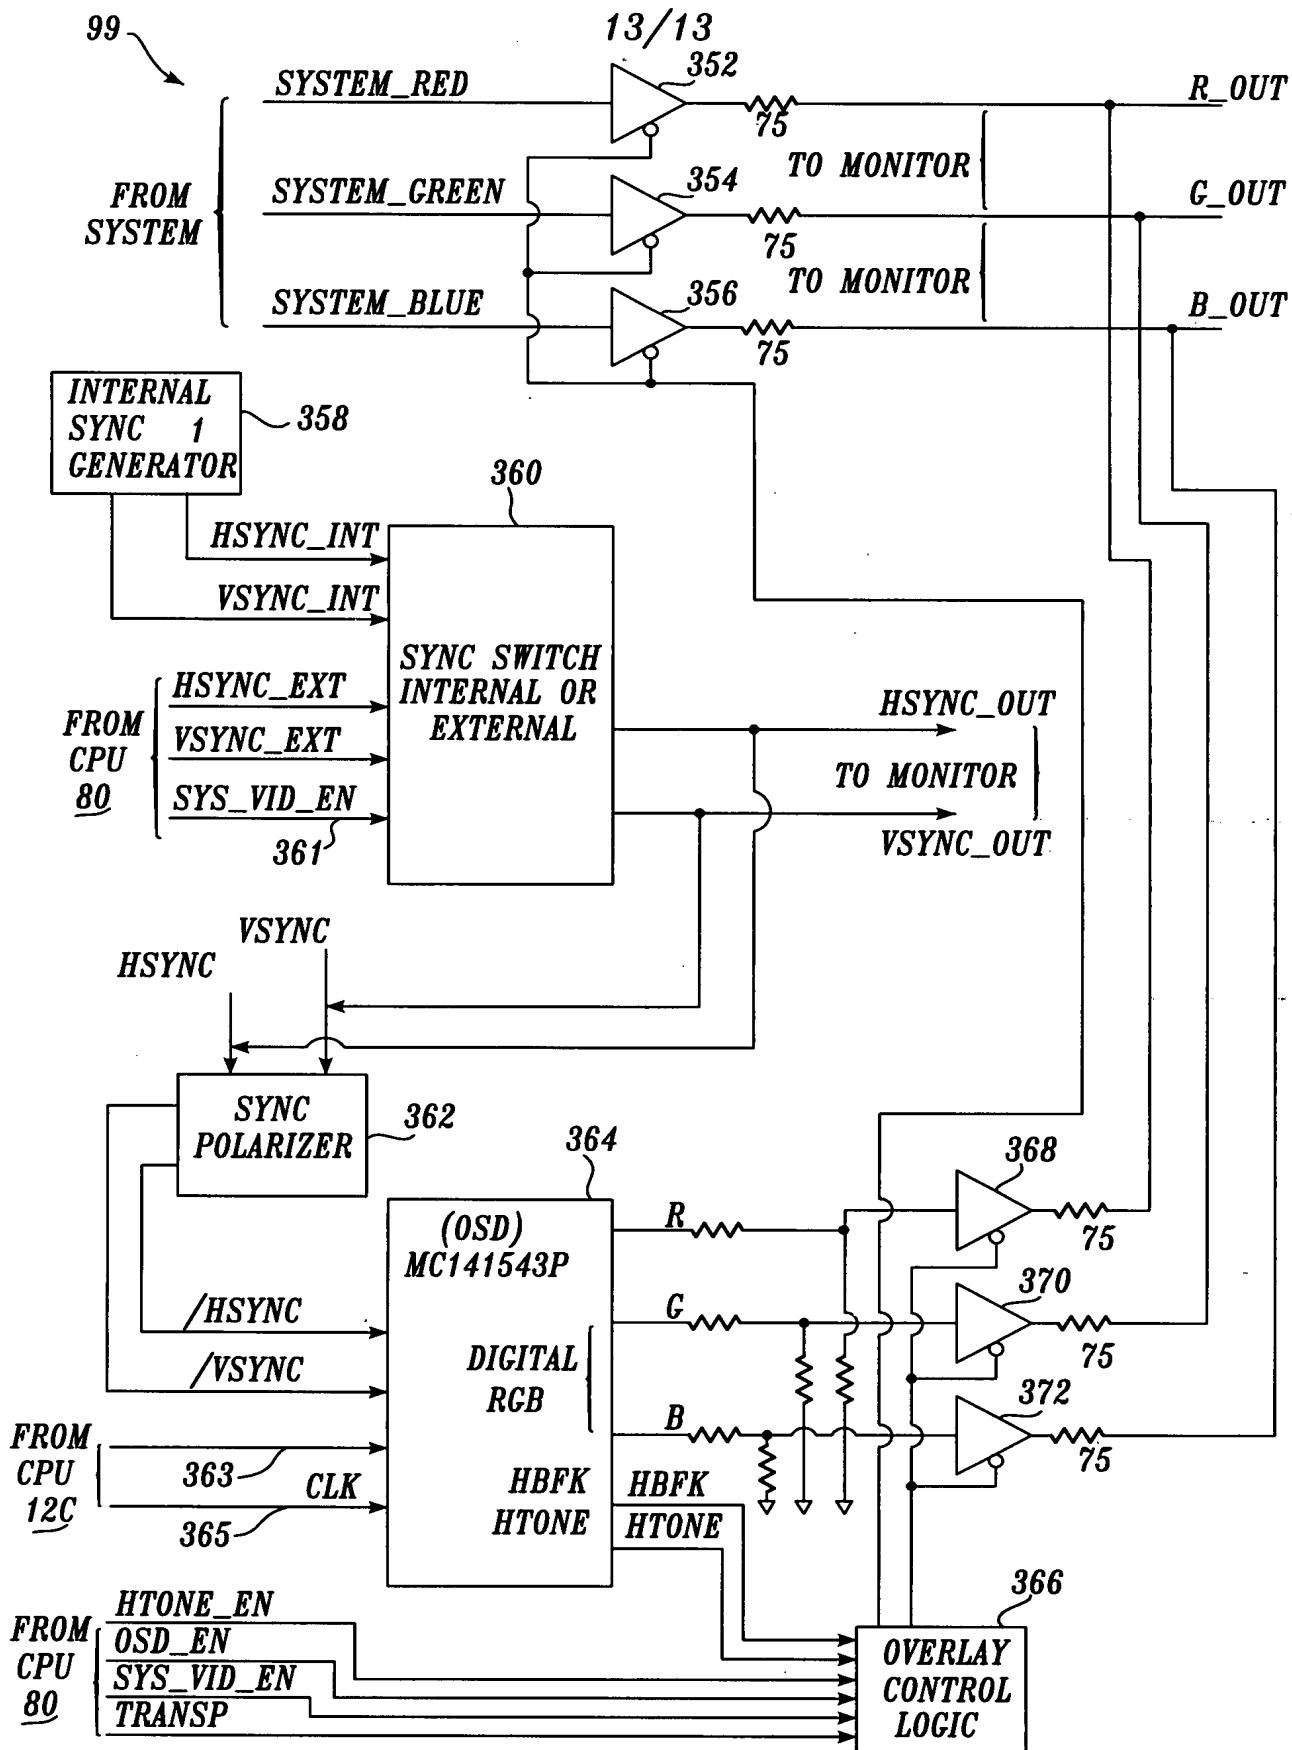 99
13/13
SYSTEM_RED
352
75
R_OUT
TO MONITOR
FROM
SYSTEM
SYSTEM_GREEN
354
75
G_OUT
TO MONITOR
SYSTEM_BLUE
356
75
B_OUT
INTERNAL
SYNC 1
GENERATOR
358
360
HSYNC_INT
VSYNC_INT
SYNC SWITCH
INTERNAL OR
EXTERNAL
FROM
CPU
80
HSYNC_EXT
VSYNC_EXT
SYS_VID_EN
361
HSYNC_OUT
TO MONITOR
VSYNC_OUT
VSYNC
HSYNC
SYNC
POLARIZER
362
364
(OSD)
MC141543P
R
G
B
DIGITAL
RGB
368
75
370
75
372
75
/HSYNC
/VSYNC
FROM
CPU
12C
363
CLK
365
HBFK
HTONE
HBFK
HTONE
366
FROM
CPU
80
HTONE_EN
OSD_EN
SYS_VID_EN
TRANSP
OVERLAY
CONTROL
LOGIC